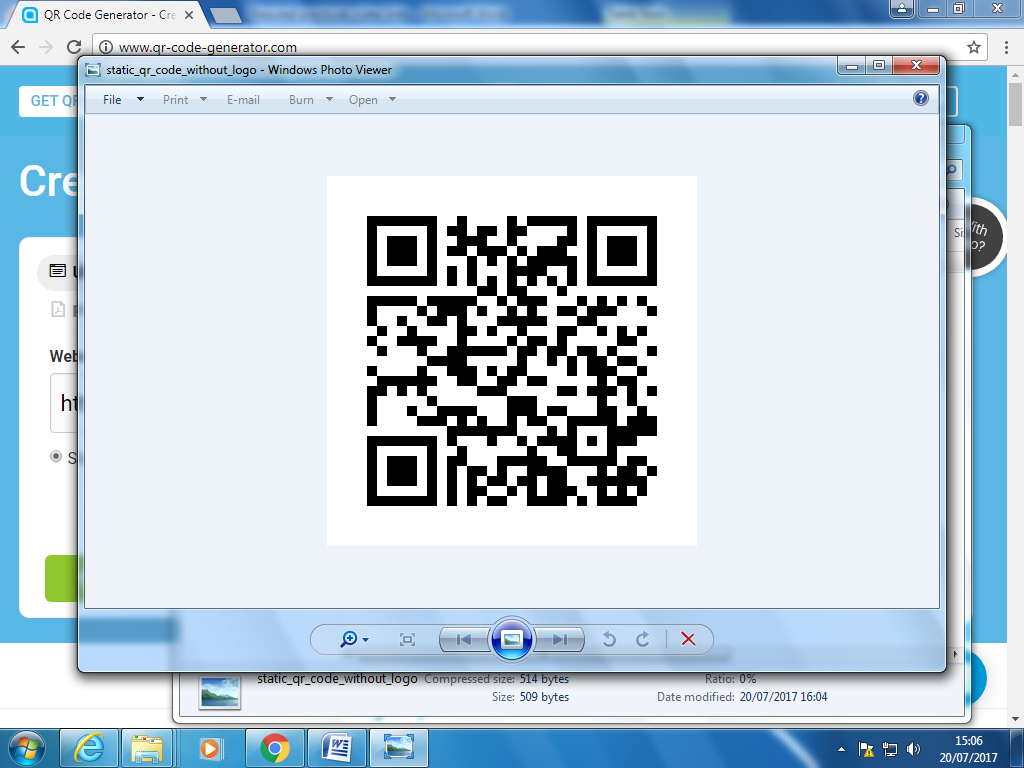 QR Code Generator - Cre
www.qr-code-generator.com
static_qr_code_without_logo - Windows Photo Viewer
File Print E-mail Burn Open
GET QR
Cre
Web
ht
static_qr_code_without_logo Compressed size: 514 bytes Ratio: 0%
Size: 509 bytes Date modified: 20/07/2017 16:04
15:06
20/07/2017